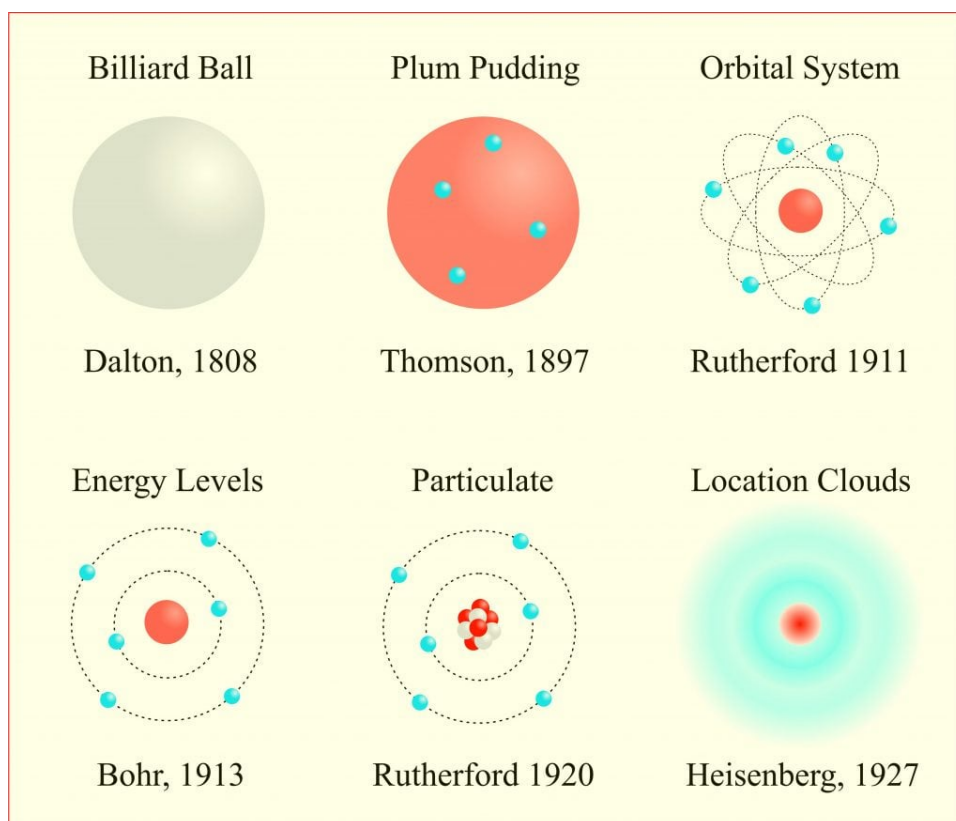 Billiard Ball
Plum Pudding
Orbital System
Dalton, 1808
Thomson, 1897
Rutherford 1911
Energy Levels
Particulate
Location Clouds
Bohr, 1913
Rutherford 1920
Heisenberg, 1927